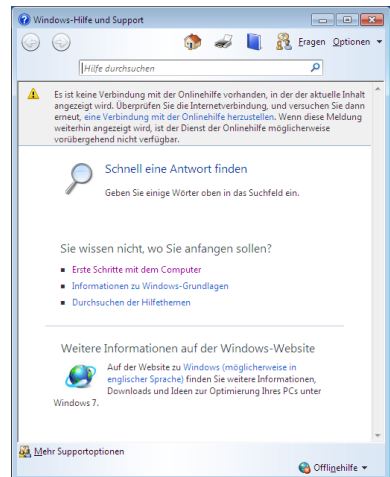 Windows-Hilfe und Support
Fragen Optionen
Hilfe durchsuchen
Es ist keine Verbindung mit der Onlinehilfe vorhanden, in der der aktuelle Inhalt
angezeigt wird. Überprüfen Sie die Internetverbindung, und versuchen Sie dann
erneut, eine Verbindung mit der Onlinehilfe herzustellen. Wenn diese Meldung
weiterhin angezeigt wird, ist der Dienst der Onlinehilfe möglicherweise
vorübergehend nicht verfügbar.
Schnell eine Antwort finden
Geben Sie einige Wörter oben in das Suchfeld ein.
Sie wissen nicht, wo Sie anfangen sollen?
Erste Schritte mit dem Computer
Informationen zu Windows-Grundlagen
Durchsuchen der Hilfethemen
Weitere Informationen auf der Windows-Website
Auf der Website zu Windows (möglicherweise in
englischer Sprache) finden Sie weitere Informationen,
Downloads und Ideen zur Optimierung Ihres PCs unter
Windows 7.
Mehr Supportoptionen
Offlinehilfe